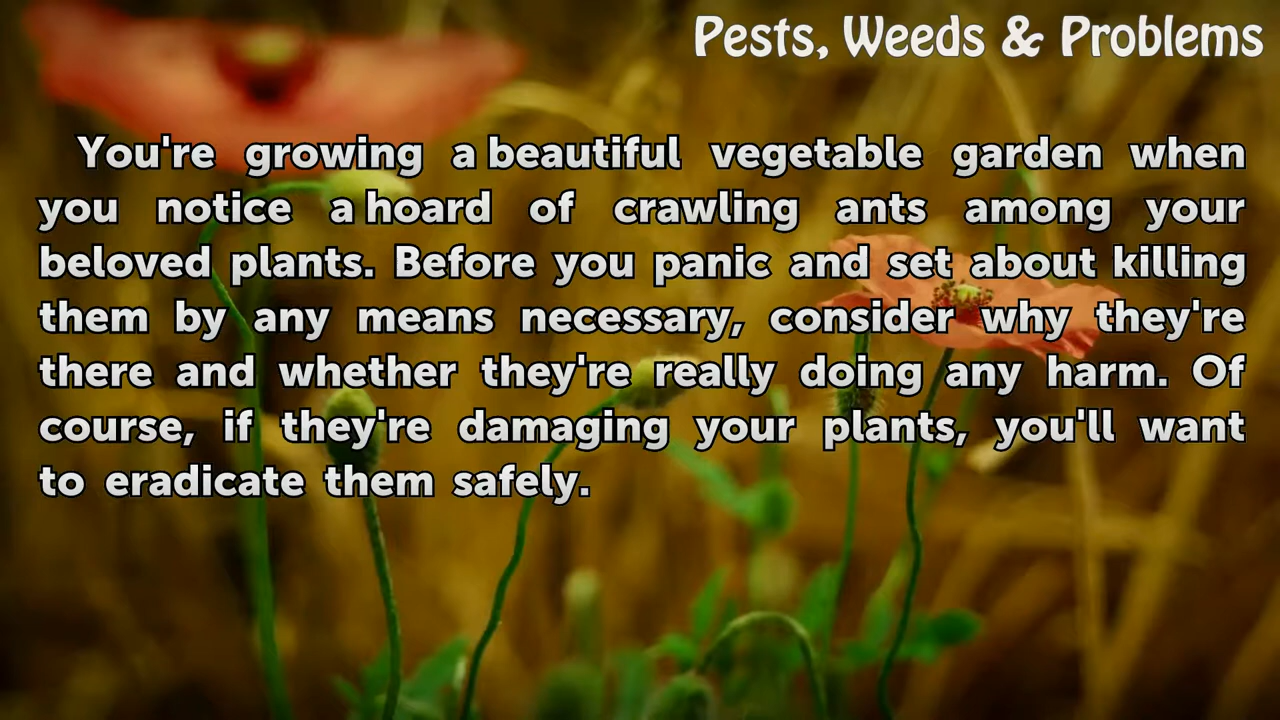 Pests, Weeds & Problems
You're growing a beautiful vegetable garden when
you notice a hoard of crawling ants among your
beloved plants. Before you panic and set about killing
them by any means necessary, consider why they're
there and whether they're really doing any harm. Of
course, if they're damaging your plants, you'll want
to eradicate them safely.